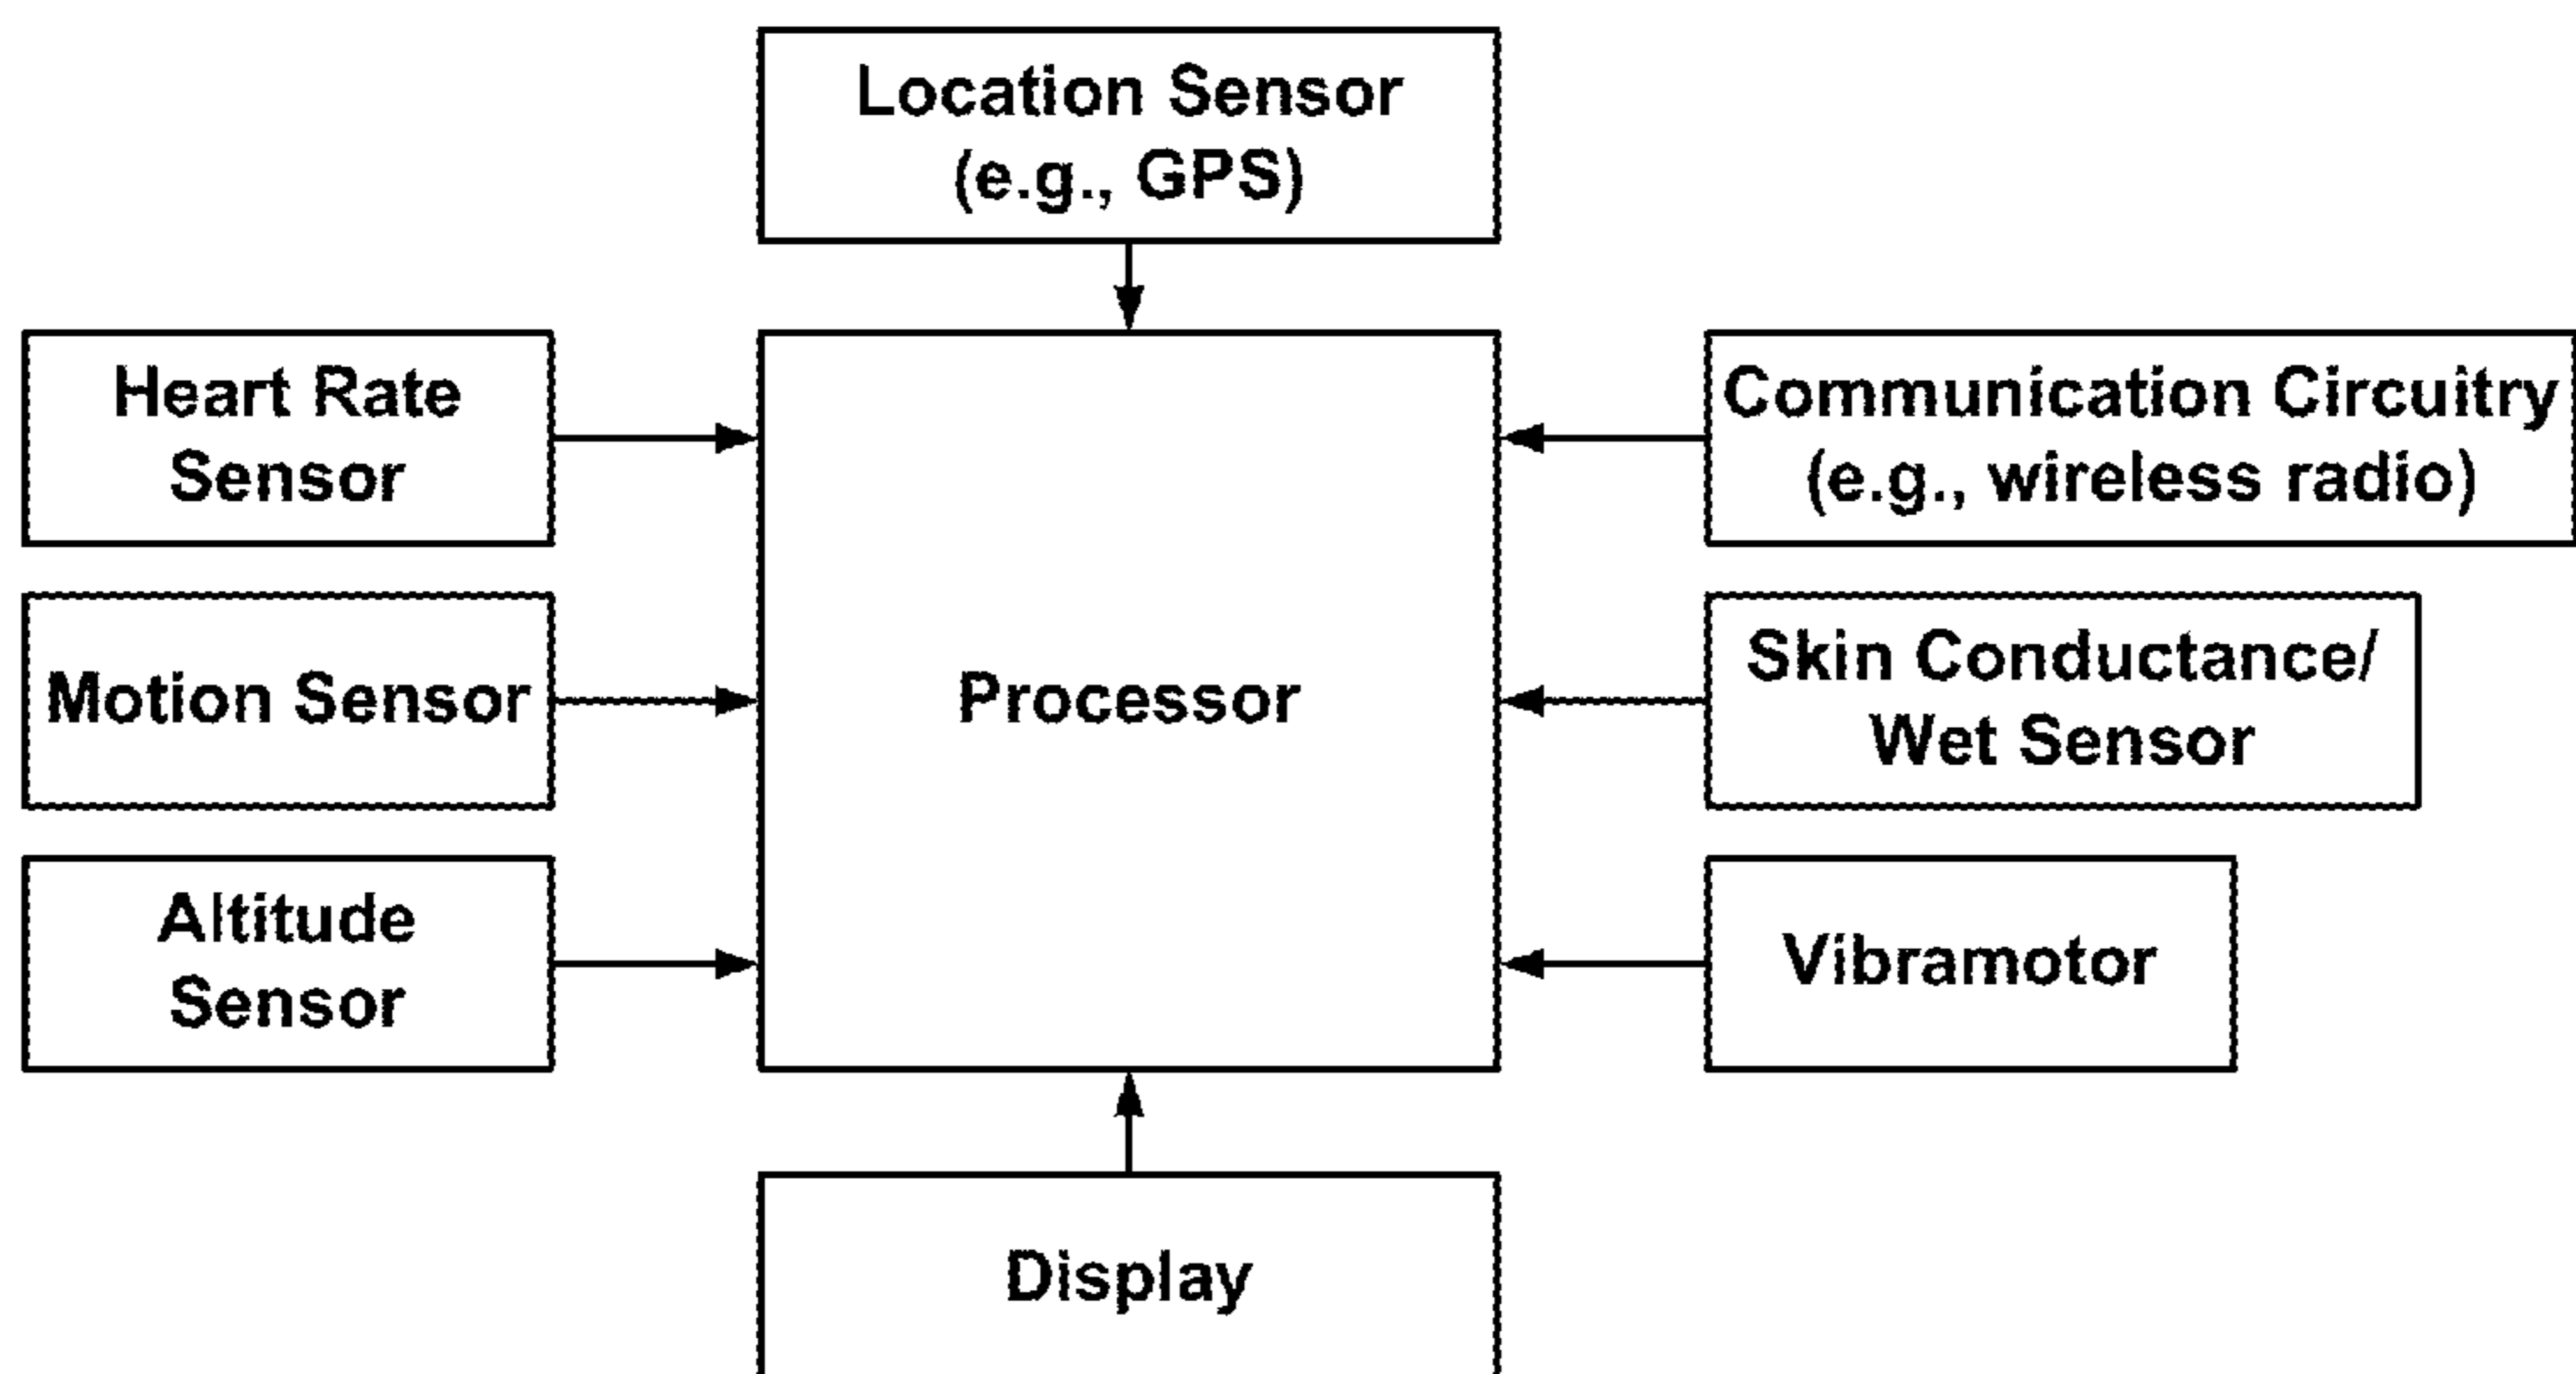 Location Sensor
(e.g., GPS)
Heart Rate
Sensor
Communication Circuitry
(e.g., wireless radio)
Motion Sensor
Processor
Skin Conductance/
Wet Sensor
Altitude
Sensor
Vibramotor
Display